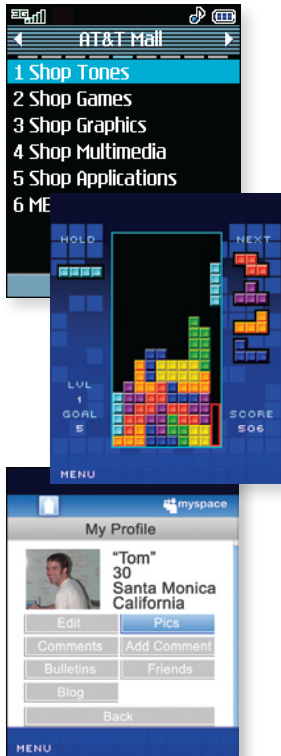 3G
AT&T Mall
1 Shop Tones
2 Shop Games
3 Shop Graphics
4 Shop Multimedia
5 Shop Applications
6 ME
HOLD
NEXT
LVL
1
GOAL
5
SCORE
506
MENU
myspace
My Profile
"Tom"
30
Santa Monica
California
Edit
Pics
Comments
Add Comment
Bulletins
Friends
Blog
Back
MENU